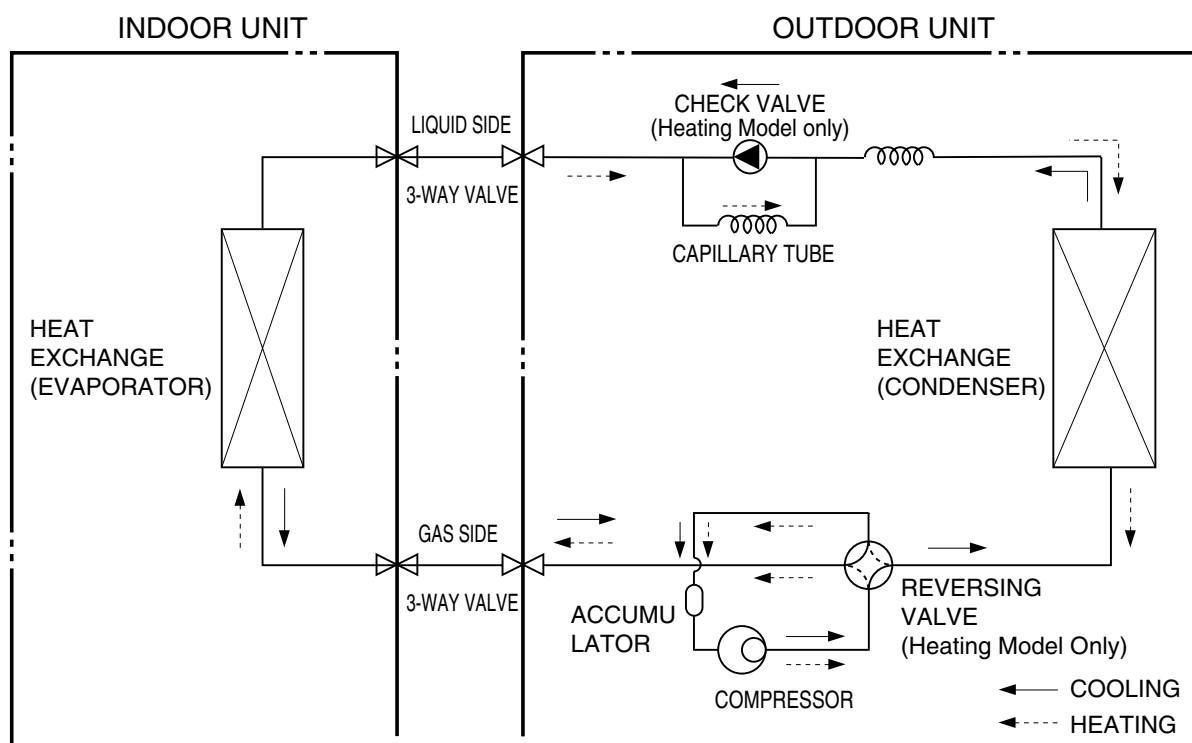 INDOOR UNIT
OUTDOOR UNIT
LIQUID SIDE
3-WAY VALVE
CHECK VALVE
(Heating Model only)
CAPILLARY TUBE
HEAT
EXCHANGE
(EVAPORATOR)
HEAT
EXCHANGE
(CONDENSER)
GAS SIDE
3-WAY VALVE
ACCUMU
LATOR
COMPRESSOR
REVERSING
VALVE
(Heating Model Only)
COOLING
HEATING